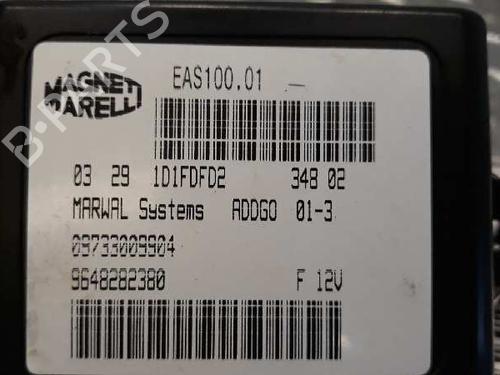 B-PARTS
MAGNETI
MARELLI
EAS100.01 —
03 29 1D1FDFD2 348 02
MARWAL Systems ADDGO 01-3
09733009904
9648282380 F 12V